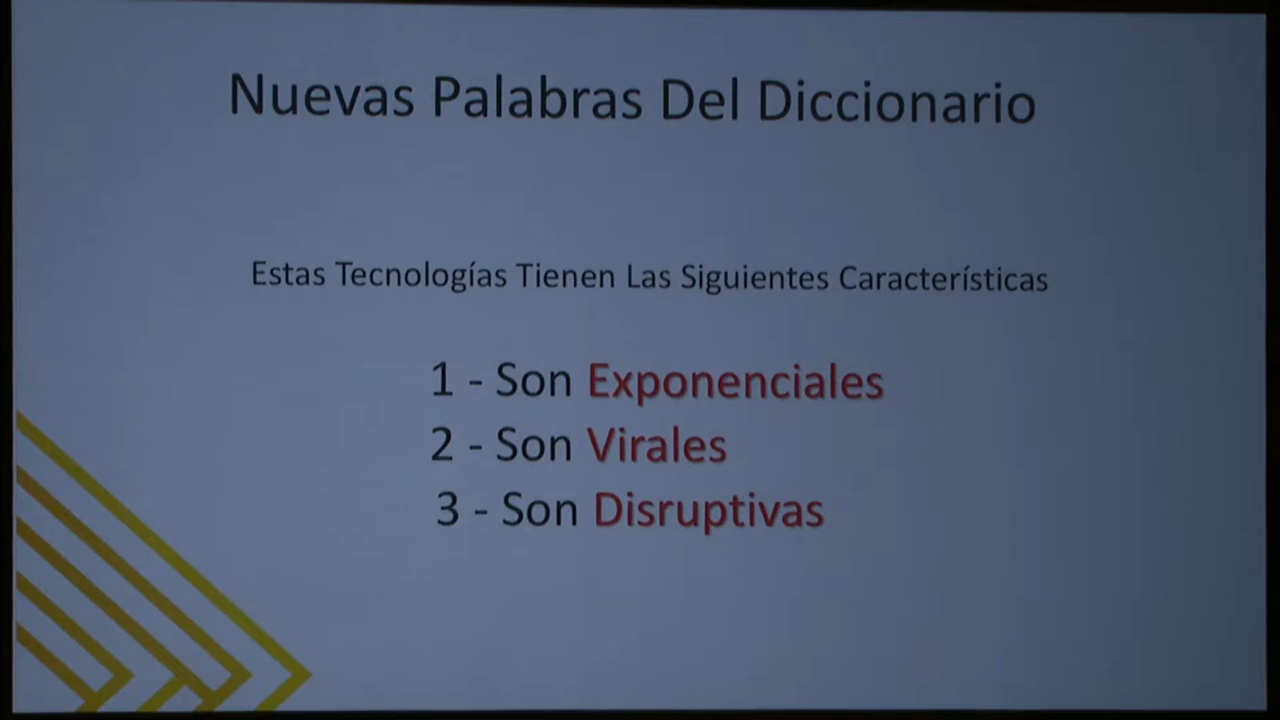 Nuevas Palabras Del Diccionario
Estas Tecnologías Tienen Las Siguientes Características
1 - Son Exponenciales
2 - Son Virales
3 - Son Disruptivas